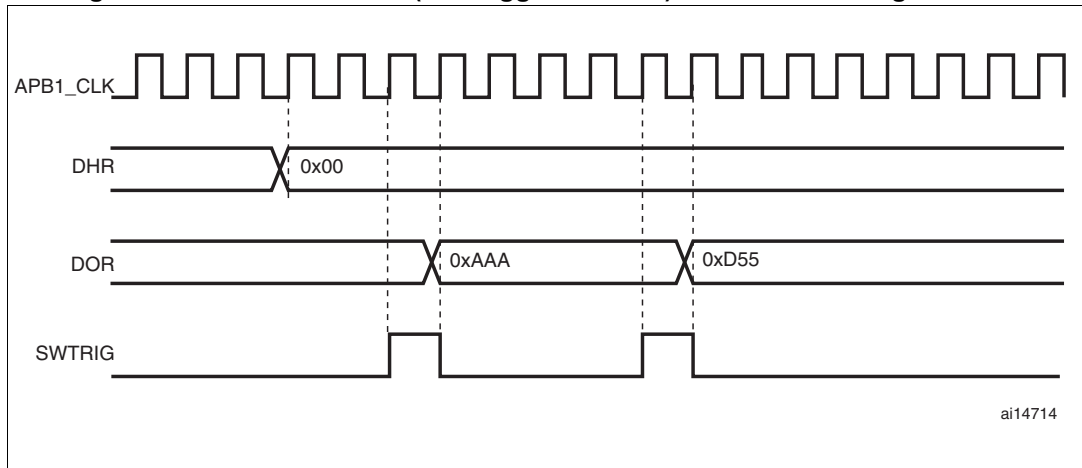 APB1_CLK
DHR
0x00
DOR
0xAAA
0xD55
SWTRIG
ai14714